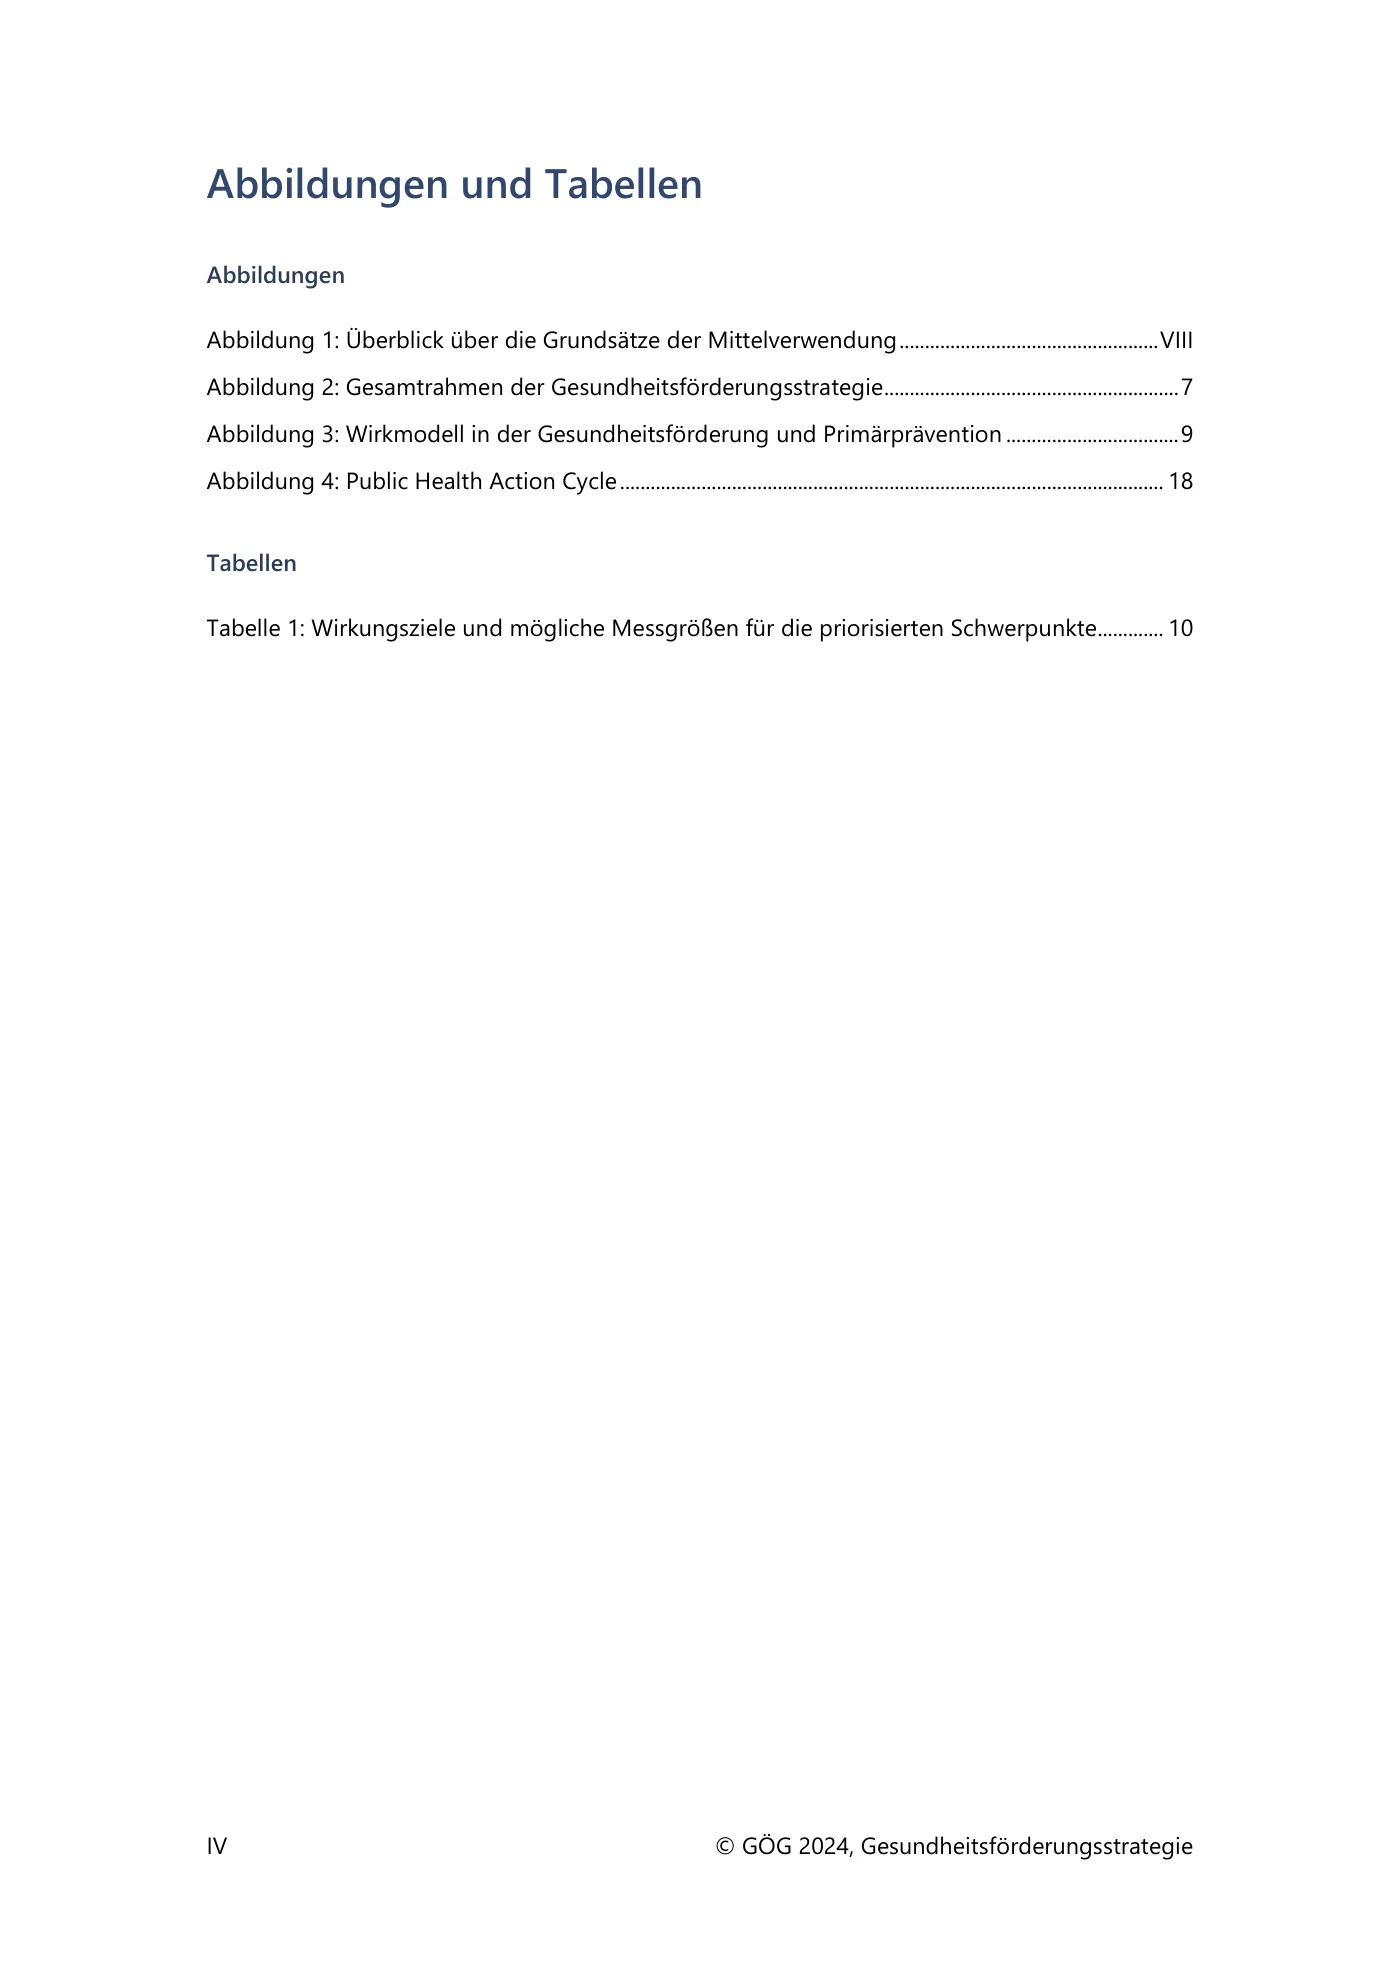 Abbildungen und Tabellen
Abbildungen
Abbildung 1: Überblick über die Grundsätze der Mittelverwendung...................................................VIII
Abbildung 2: Gesamtrahmen der Gesundheitsförderungsstrategie..........................................................7
Abbildung 3: Wirkmodell in der Gesundheitsförderung und Primärprävention ..................................9
Abbildung 4: Public Health Action Cycle........................................................................................................... 18
Tabellen
Tabelle 1: Wirkungsziele und mögliche Messgrößen für die priorisierten Schwerpunkte............. 10
IV © GÖG 2024, Gesundheitsförderungsstrategie